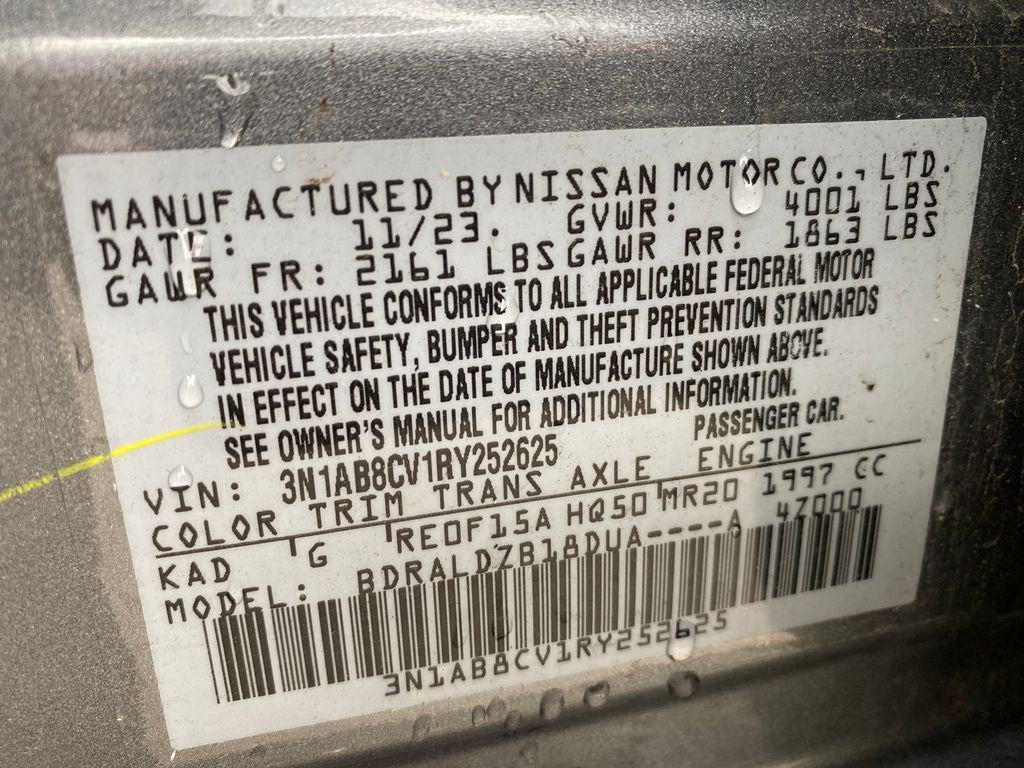 MANUFACTURED BY NISSAN MOTOR CO., LTD.
DATE: 11/23. GVWR: 4001 LBS
GAWR FR: 2161 LBS GAWR RR: 1863 LBS
THIS VEHICLE CONFORMS TO ALL APPLICABLE FEDERAL MOTOR
VEHICLE SAFETY, BUMPER AND THEFT PREVENTION STANDARDS
IN EFFECT ON THE DATE OF MANUFACTURE SHOWN ABOVE.
SEE OWNER'S MANUAL FOR ADDITIONAL INFORMATION.
VIN: 3N1AB8CV1RY252625 PASSENGER CAR.
COLOR TRIM TRANS AXLE ENGINE
KAD G RE0F15A HQ50 MR20 1997 CC
MODEL: BDRALDZB18DUA----A 47000
3N1AB8CV1RY252625